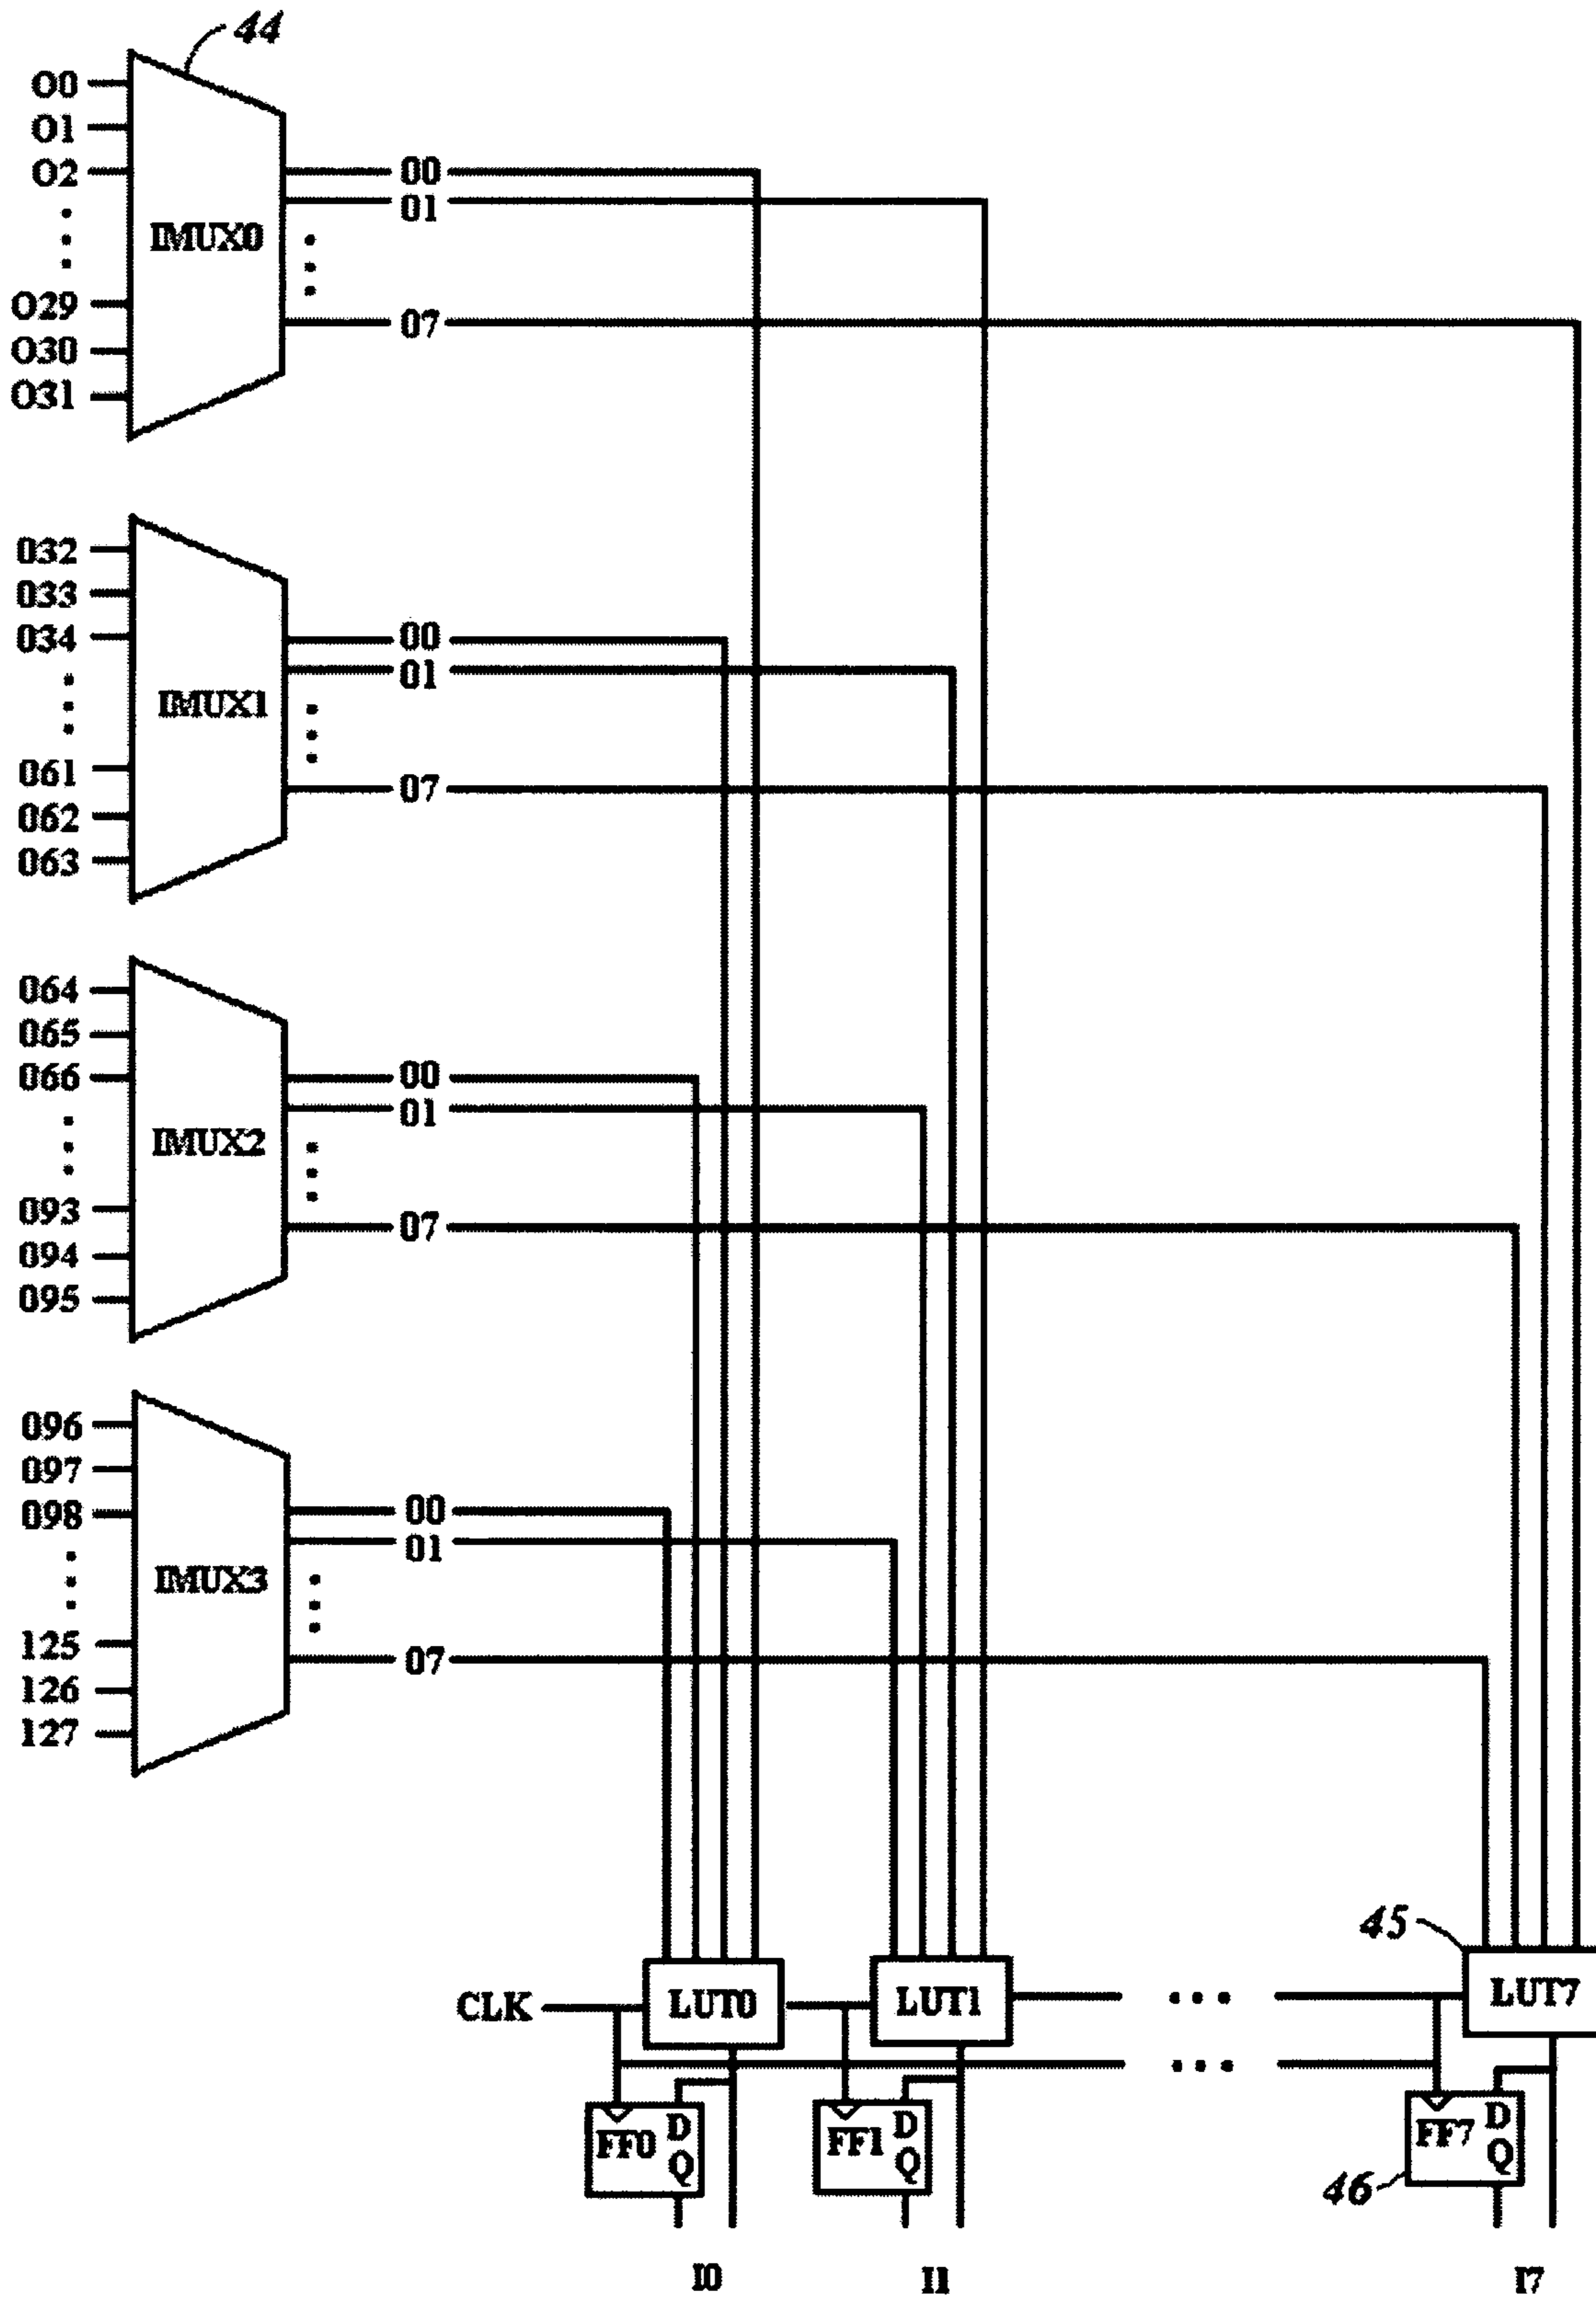 44
O0
O1
O2
IMUX0
O29
O30
O31
00
01
07
032
033
034
IMUX1
061
062
063
00
01
07
064
065
066
IMUX2
093
094
095
00
01
07
096
097
098
IMUX3
125
126
127
00
01
07
45
CLK
LUT0
LUT1
LUT7
FF0
D
Q
FF1
D
Q
FF7
D
Q
46
I0
I1
I7